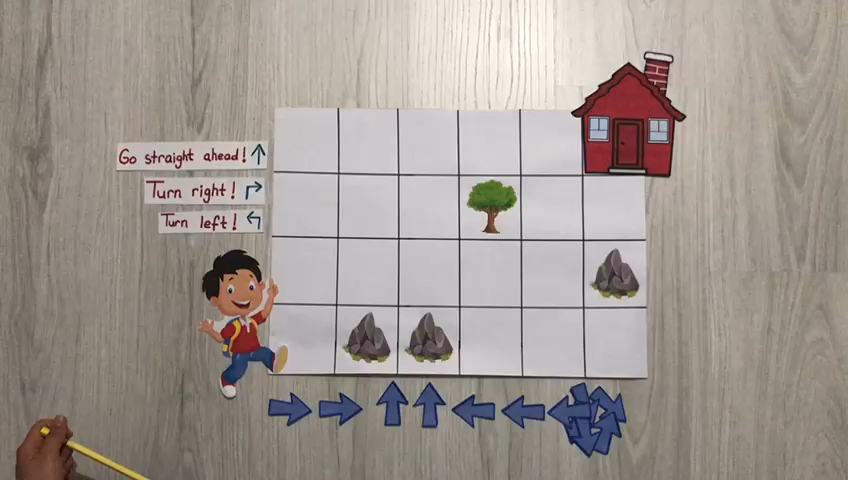 Go straight ahead! ↑
Turn right! ↱
Turn left! ↰